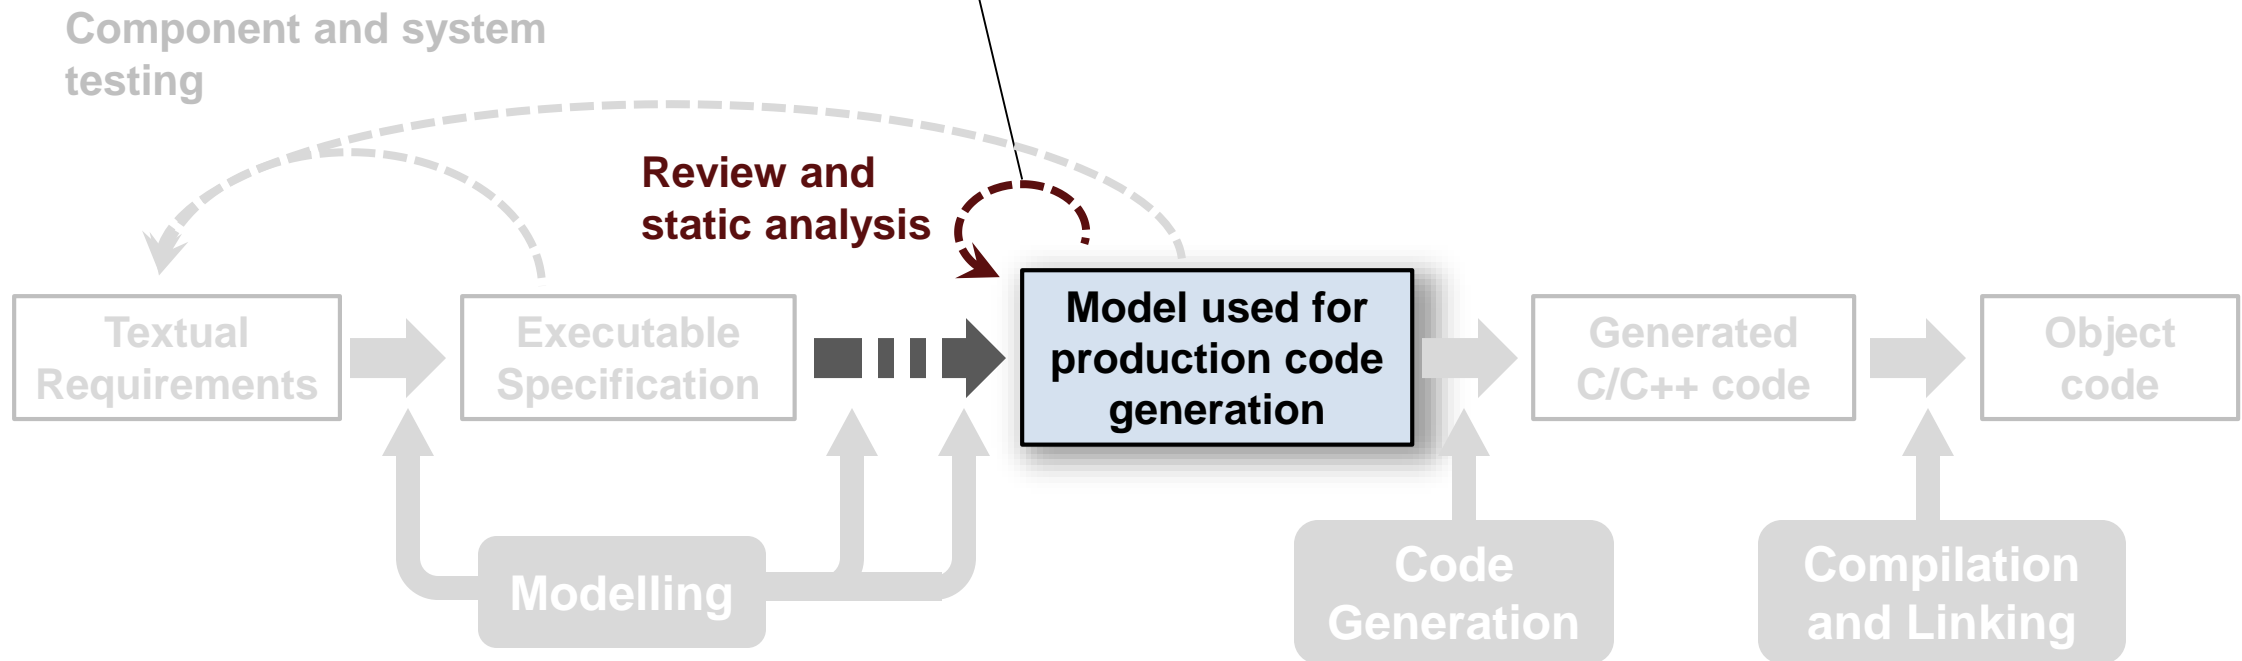 Component and system
testing
Review and
static analysis
Textual
Requirements
Executable
Specification
Model used for
production code
generation
Generated
C/C++ code
Object
code
Modelling
Code
Generation
Compilation
and Linking